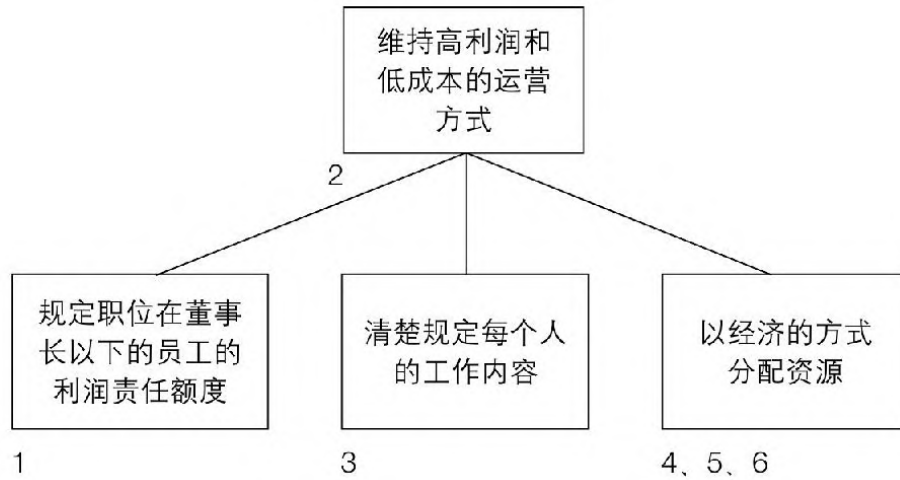 维持高利润和
低成本的运营
方式
2
规定职位在董事
长以下的员工的
利润责任额度
清楚规定每个人
的工作内容
以经济的方式
分配资源
1
3
4、5、6